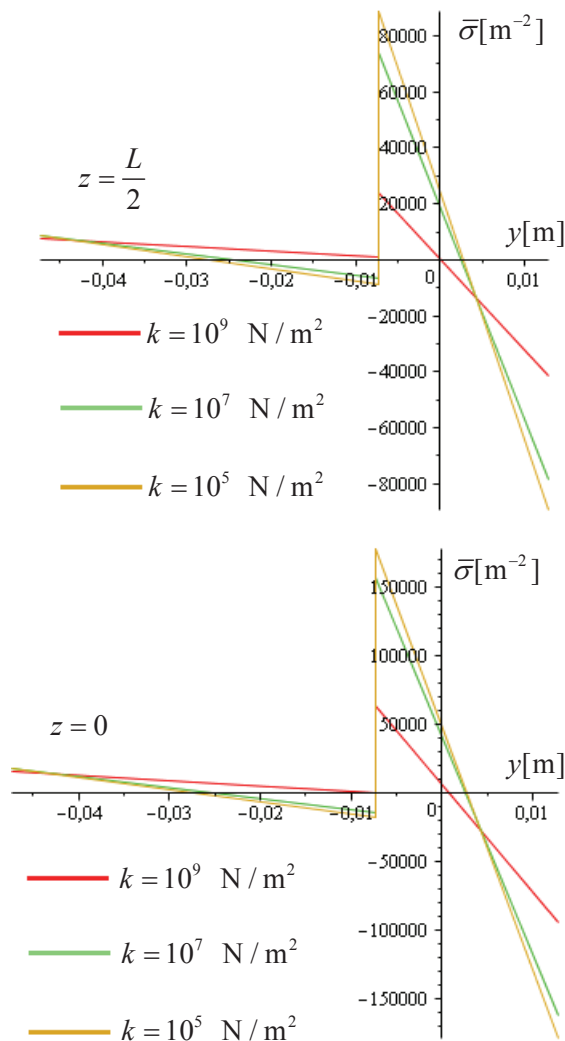 80000
σ̅[m⁻²]
60000
z = L/2
40000
20000
y[m]
−0,04 −0,03 −0,02 −0,01 0 0,01
−20000
k = 10⁹ N / m²
−40000
k = 10⁷ N / m²
−60000
k = 10⁵ N / m²
−80000
σ̅[m⁻²]
150000
100000
z = 0
50000
y[m]
−0,04 −0,03 −0,02 −0,01 0 0,01
−50000
k = 10⁹ N / m²
−100000
k = 10⁷ N / m²
−150000
k = 10⁵ N / m²